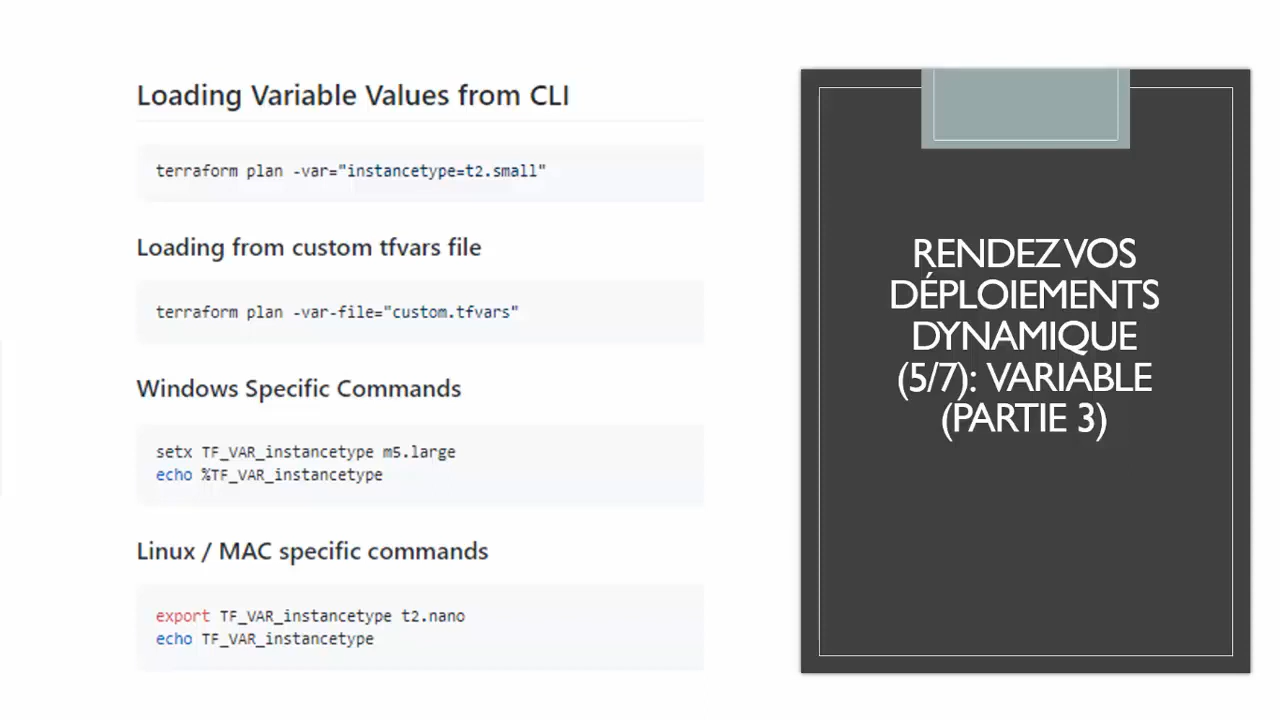 Loading Variable Values from CLI
terraform plan -var="instancetype=t2.small"
Loading from custom tfvars file
terraform plan -var-file="custom.tfvars"
Windows Specific Commands
setx TF_VAR_instancetype m5.large
echo %TF_VAR_instancetype
Linux / MAC specific commands
export TF_VAR_instancetype t2.nano
echo TF_VAR_instancetype
RENDEZ VOS
DÉPLOIEMENTS
DYNAMIQUE
(5/7): VARIABLE
(PARTIE 3)